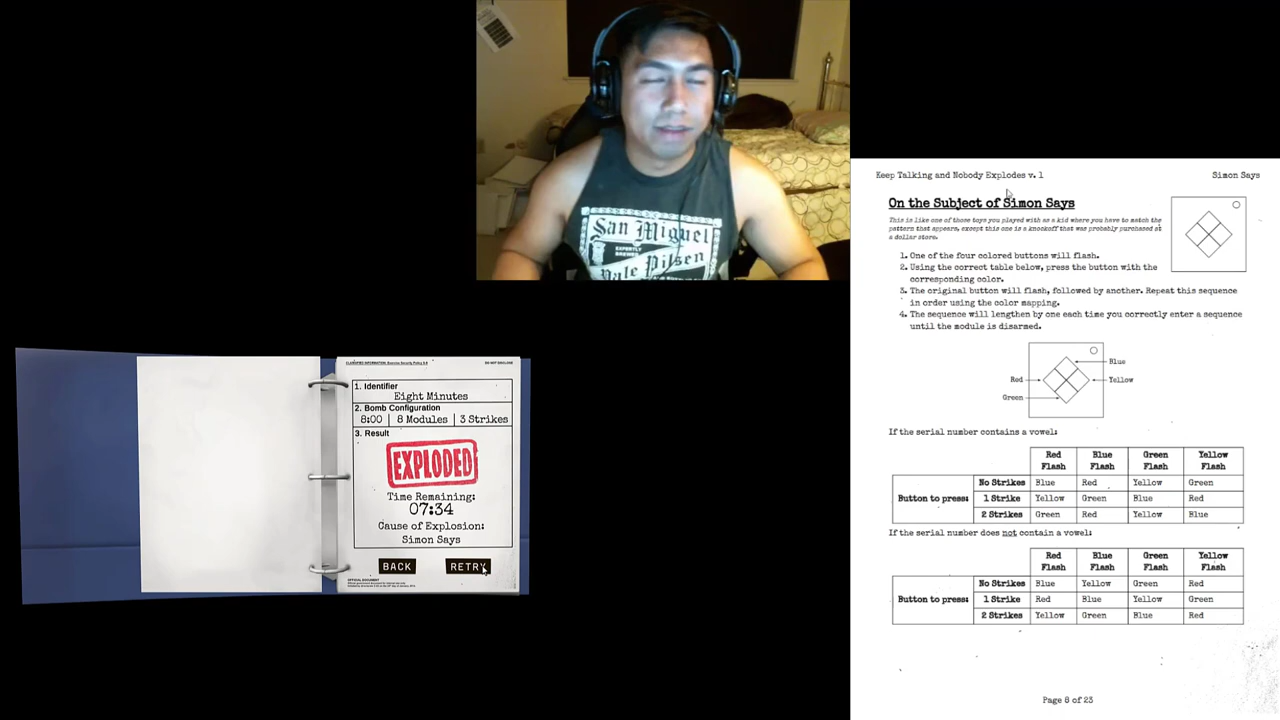 San Miguel
EXPERTLY
BREWED
Pale Pilsen
1. Identifier
Eight Minutes
2. Bomb Configuration
8:00 8 Modules 3 Strikes
3. Result
EXPLODED
Time Remaining:
07:34
Cause of Explosion:
Simon Says
BACK RETRY
Keep Talking and Nobody Explodes v. 1 Simon Says
On the Subject of Simon Says
This is like one of those toys you played with as a kid where you have to match the
pattern that appears, except this one is a knockoff that was probably purchased at
a dollar store.
1. One of the four colored buttons will flash.
2. Using the correct table below, press the button with the
corresponding color.
3. The original button will flash, followed by another. Repeat this sequence
in order using the color mapping.
4. The sequence will lengthen by one each time you correctly enter a sequence
until the module is disarmed.
Blue
Red Yellow
Green
If the serial number contains a vowel:
Red Flash Blue Flash Green Flash Yellow Flash
Button to press:
No Strikes Blue Red Yellow Green
1 Strike Yellow Green Blue Red
2 Strikes Green Red Yellow Blue
If the serial number does not contain a vowel:
Red Flash Blue Flash Green Flash Yellow Flash
Button to press:
No Strikes Blue Yellow Green Red
1 Strike Red Blue Yellow Green
2 Strikes Yellow Green Blue Red
Page 8 of 23